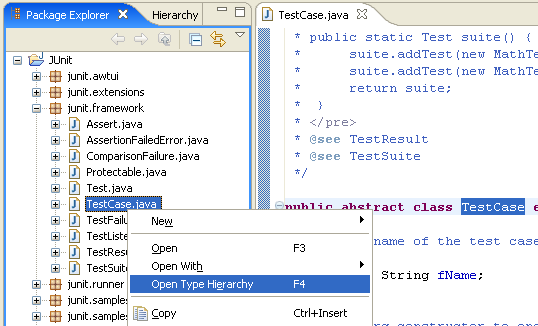 Package Explorer
Hierarchy
JUnit
junit.awtui
junit.extensions
junit.framework
Assert.java
AssertionFailedError.java
ComparisonFailure.java
Protectable.java
Test.java
TestCase.java
TestFailu
TestListe
TestResu
TestSuite
junit.runner
junit.samples
junit.samples
New
Open F3
Open With
Open Type Hierarchy F4
Copy Ctrl+Insert
TestCase.java
* public static Test suite() {
* suite.addTest(new MathTe
* suite.addTest(new MathTe
* return suite;
* }
* </pre>
* @see TestResult
* @see TestSuite
*/
public abstract class TestCase e
name of the test case
String fName;